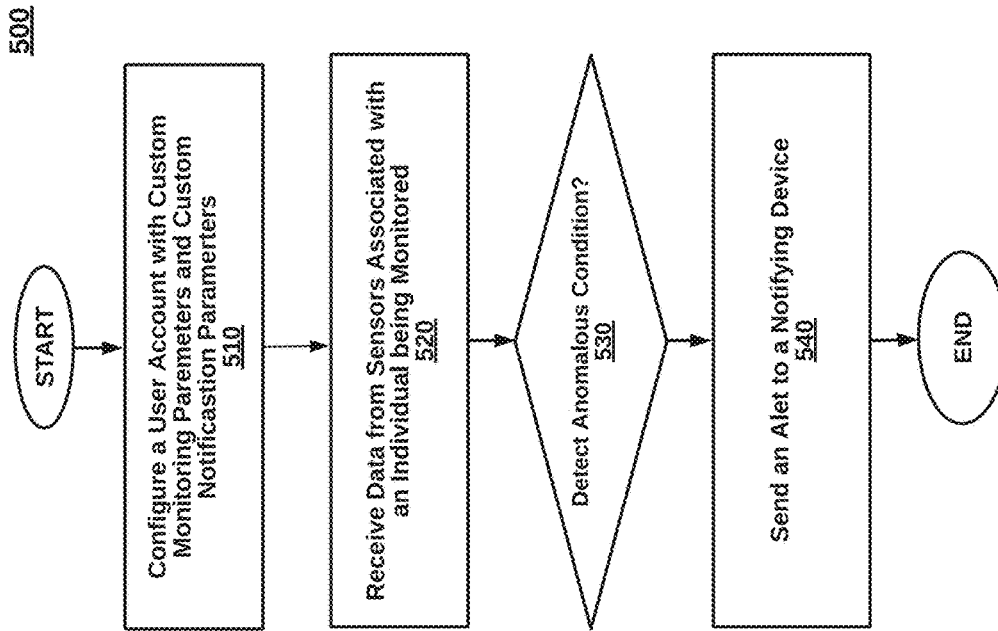 500
START
Configure a User Account with Custom
Monitoring Paremeters and Custom
Notificastion Paramerters
510
Receive Data from Sensors Associated with
an Individual being Monitored
520
Detect Anomalous Condition?
530
Send an Alet to a Notifying Device
540
END